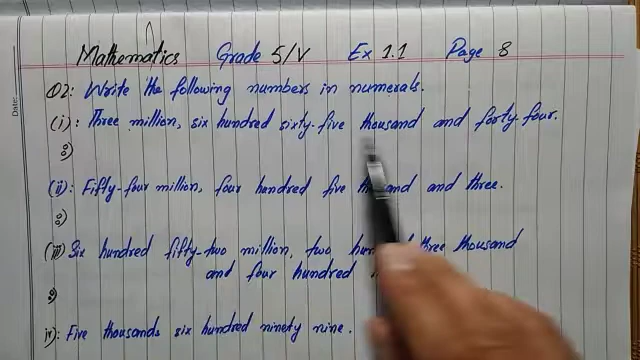 Date:
Mathematics Grade 5/V Ex 1.1 Page 8
Q2: Write the following numbers in numerals.
(i): Three million, six hundred sixty-five thousand and forty-four.
:)
(ii): Fifty-four million, four hundred five thousand and three.
:)
(iii) Six hundred fifty-two million, two three thousand
and four hundred
:)
iv): Five thousands six hundred ninety nine.